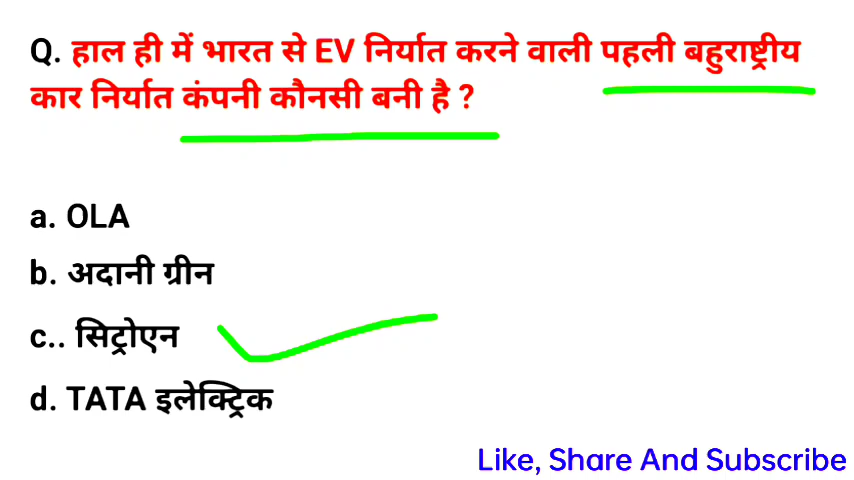 Q. हाल ही में भारत से EV निर्यात करने वाली पहली बहुराष्ट्रीय
कार निर्यात कंपनी कौनसी बनी है ?
a. OLA
b. अदानी ग्रीन
c.. सिट्रोएन
d. TATA इलेक्ट्रिक
Like, Share And Subscribe